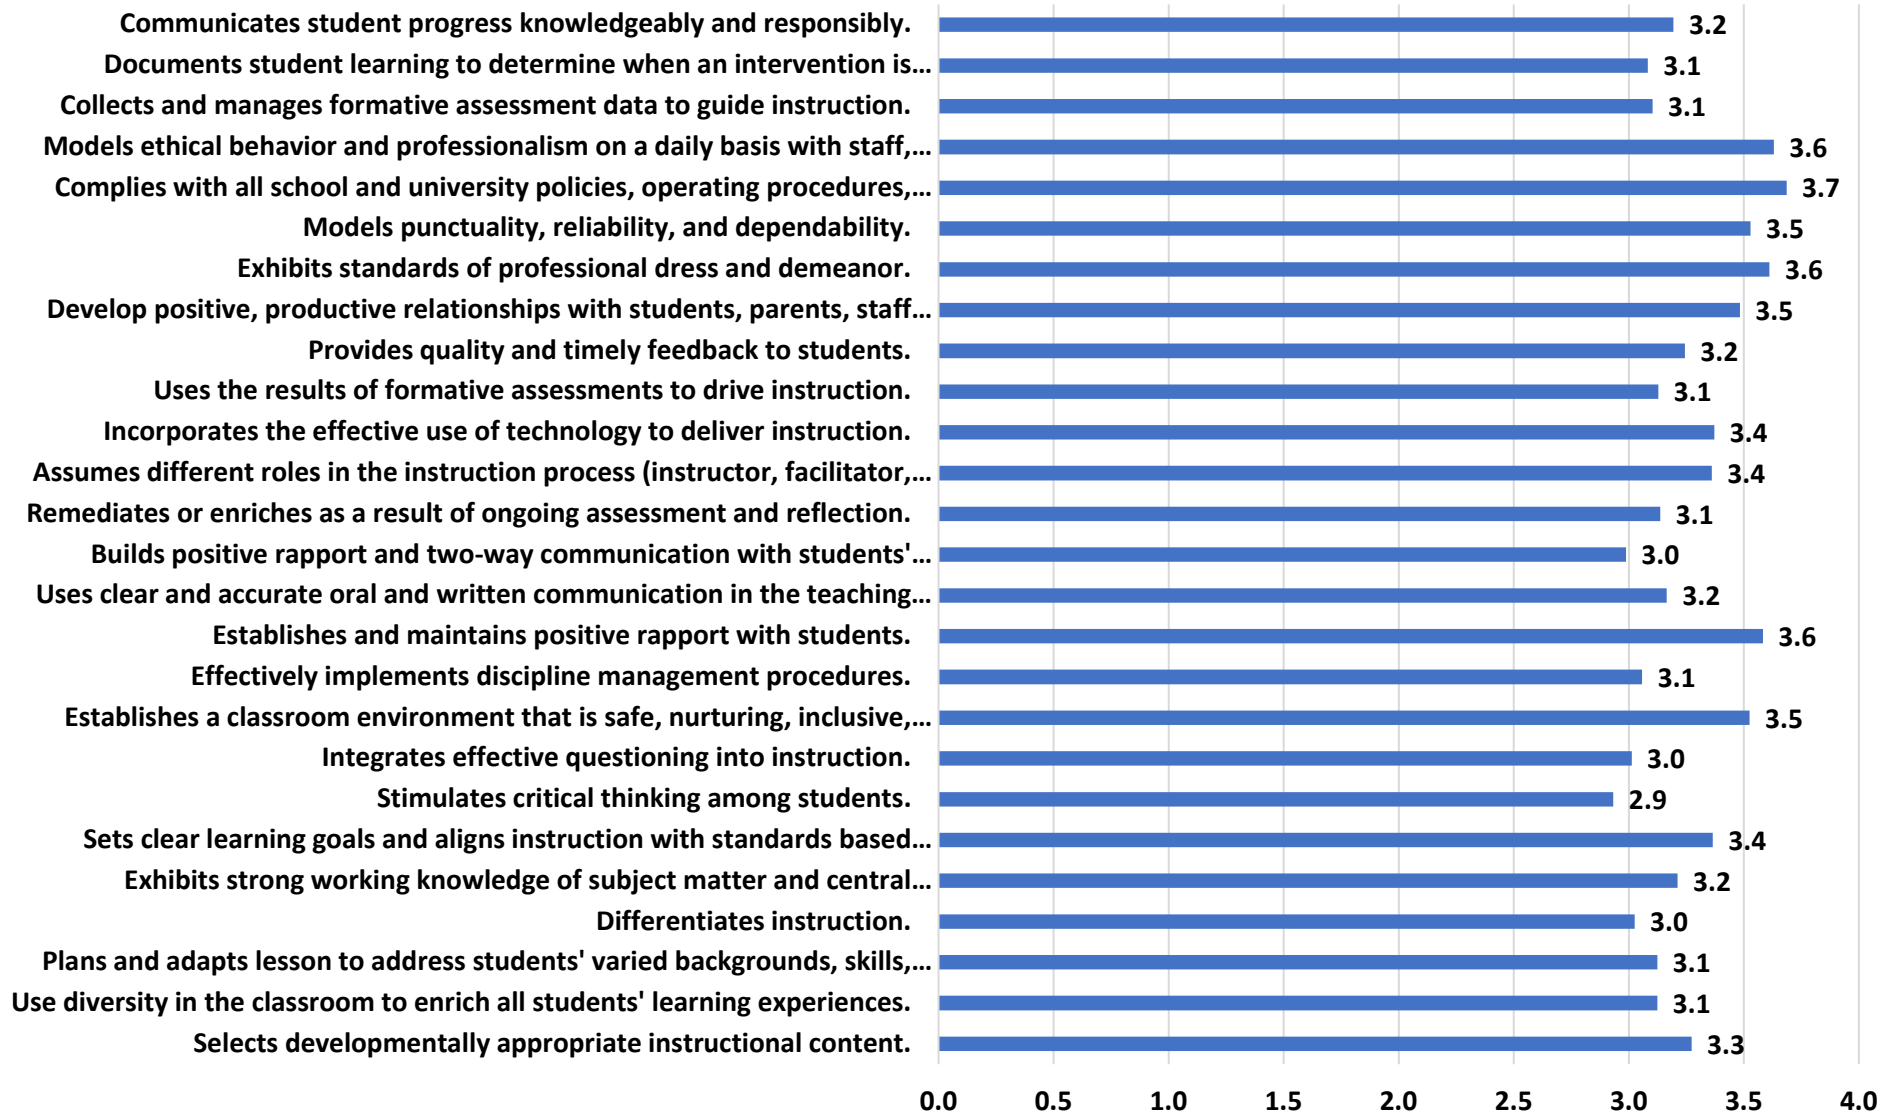 Communicates student progress knowledgeably and responsibly. 3.2
Documents student learning to determine when an intervention is… 3.1
Collects and manages formative assessment data to guide instruction. 3.1
Models ethical behavior and professionalism on a daily basis with staff,… 3.6
Complies with all school and university policies, operating procedures,… 3.7
Models punctuality, reliability, and dependability. 3.5
Exhibits standards of professional dress and demeanor. 3.6
Develop positive, productive relationships with students, parents, staff… 3.5
Provides quality and timely feedback to students. 3.2
Uses the results of formative assessments to drive instruction. 3.1
Incorporates the effective use of technology to deliver instruction. 3.4
Assumes different roles in the instruction process (instructor, facilitator,… 3.4
Remediates or enriches as a result of ongoing assessment and reflection. 3.1
Builds positive rapport and two-way communication with students'… 3.0
Uses clear and accurate oral and written communication in the teaching… 3.2
Establishes and maintains positive rapport with students. 3.6
Effectively implements discipline management procedures. 3.1
Establishes a classroom environment that is safe, nurturing, inclusive,… 3.5
Integrates effective questioning into instruction. 3.0
Stimulates critical thinking among students. 2.9
Sets clear learning goals and aligns instruction with standards based… 3.4
Exhibits strong working knowledge of subject matter and central… 3.2
Differentiates instruction. 3.0
Plans and adapts lesson to address students' varied backgrounds, skills,… 3.1
Use diversity in the classroom to enrich all students' learning experiences. 3.1
Selects developmentally appropriate instructional content. 3.3
0.0 0.5 1.0 1.5 2.0 2.5 3.0 3.5 4.0